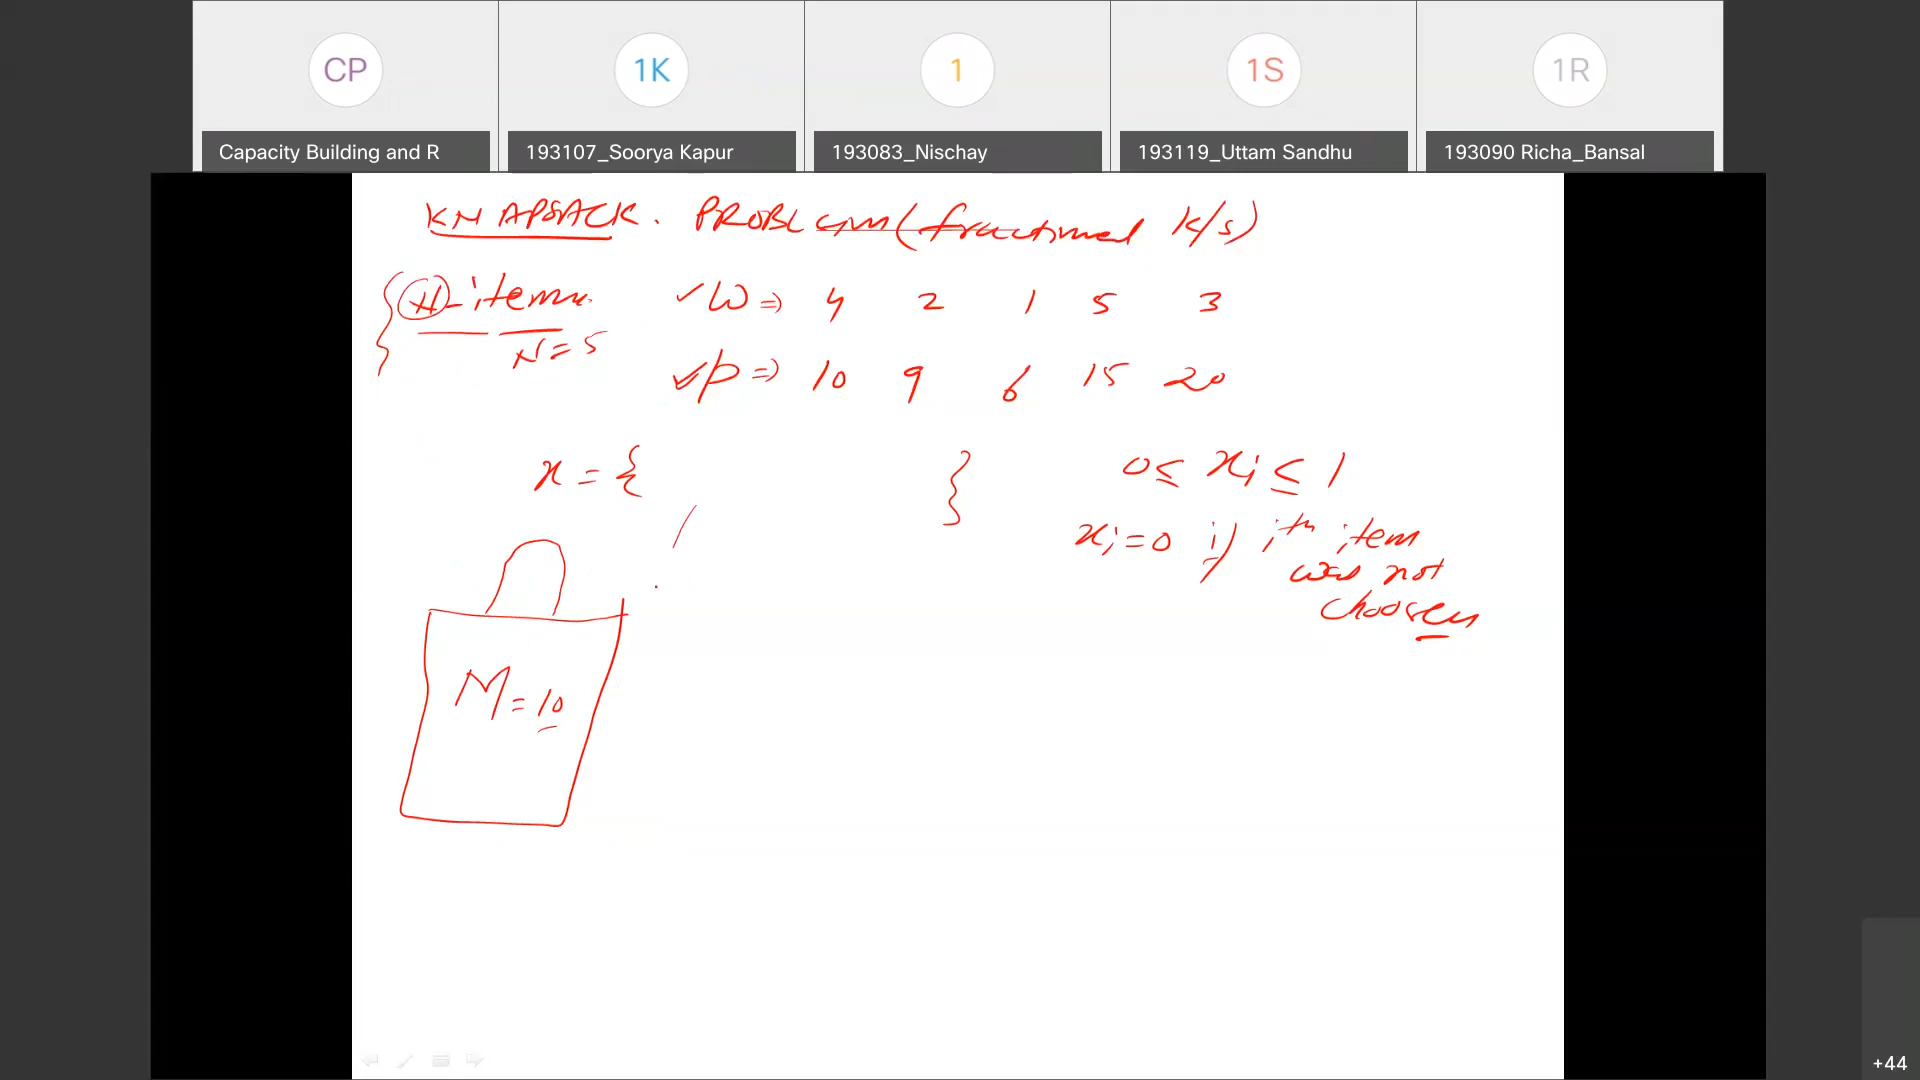 CP
1K
1
1S
1R
Capacity Building and R
193107_Soorya Kapur
193083_Nischay
193119_Uttam Sandhu
193090 Richa_Bansal
KNAPSACK. PROBLEM (fractional K/S)
N-items W => 4 2 1 5 3
N=5
P => 10 9 6 15 20
x = { } 0 ≤ xi ≤ 1
xi=0 if ith item
was not
choosen
M=10
+44